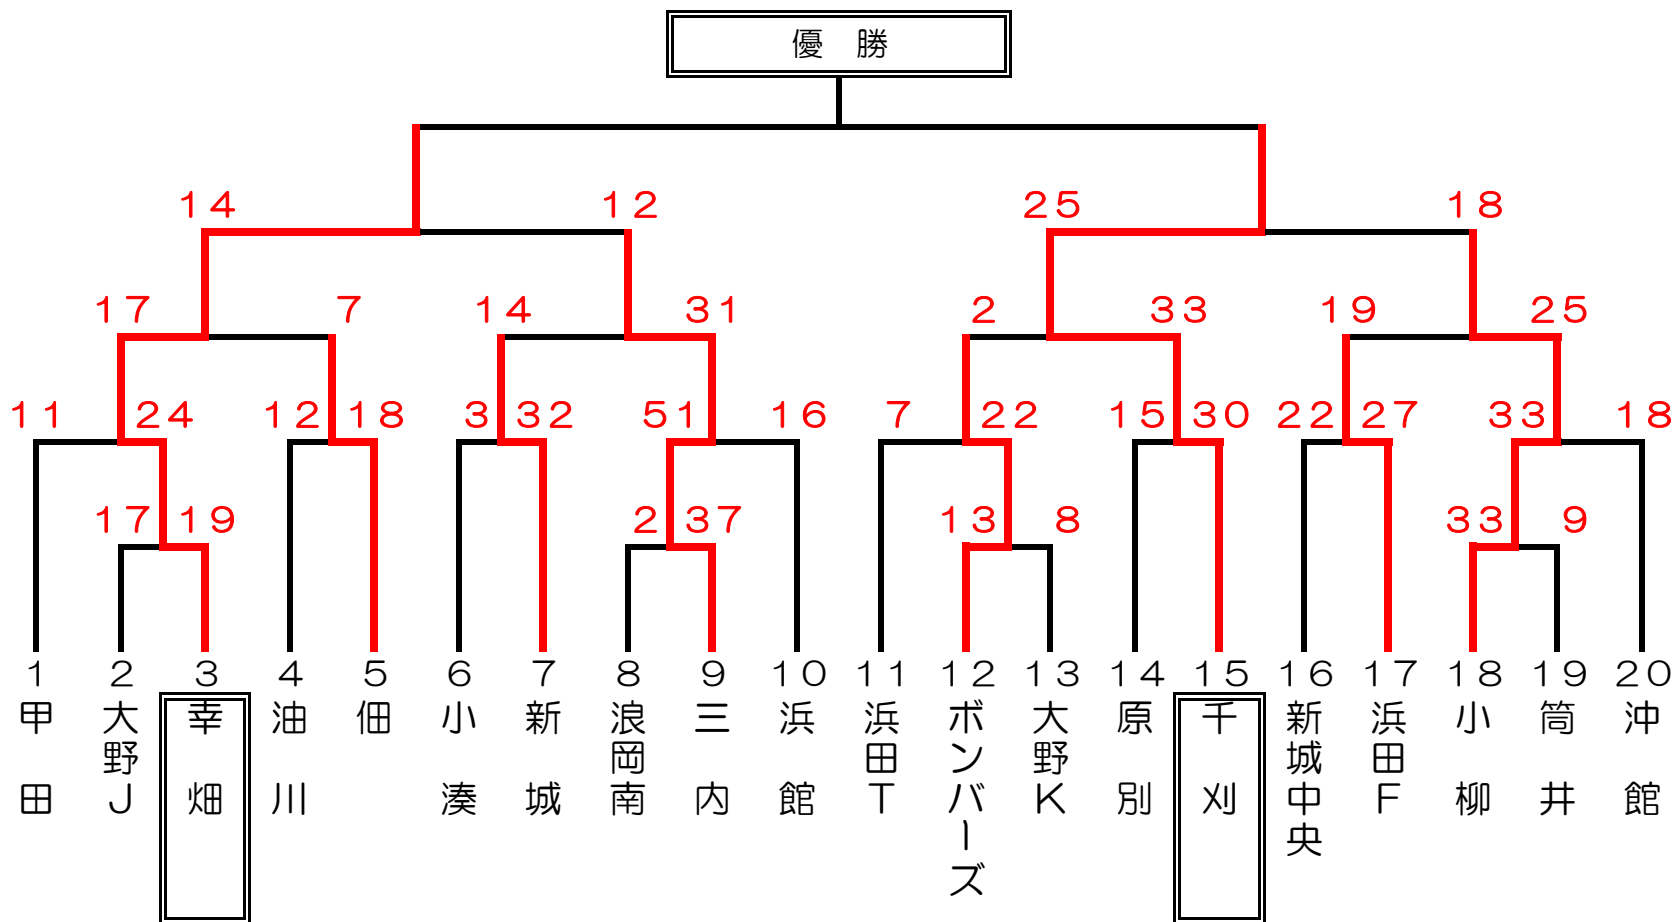 優 勝
14 12 25 18
17 7 14 31 2 33 19 25
11 24 12 18 3 32 51 16 7 22 15 30 22 27 33 18
17 19 2 37 13 8 33 9
1 2 3 4 5 6 7 8 9 10 11 12 13 14 15 16 17 18 19 20
甲田
大野J
幸畑
油川
佃
小湊
新城
浪岡南
三内
浜館
浜田T
ボンバーズ
大野K
原別
千刈
新城中央
浜田F
小柳
筒井
沖館